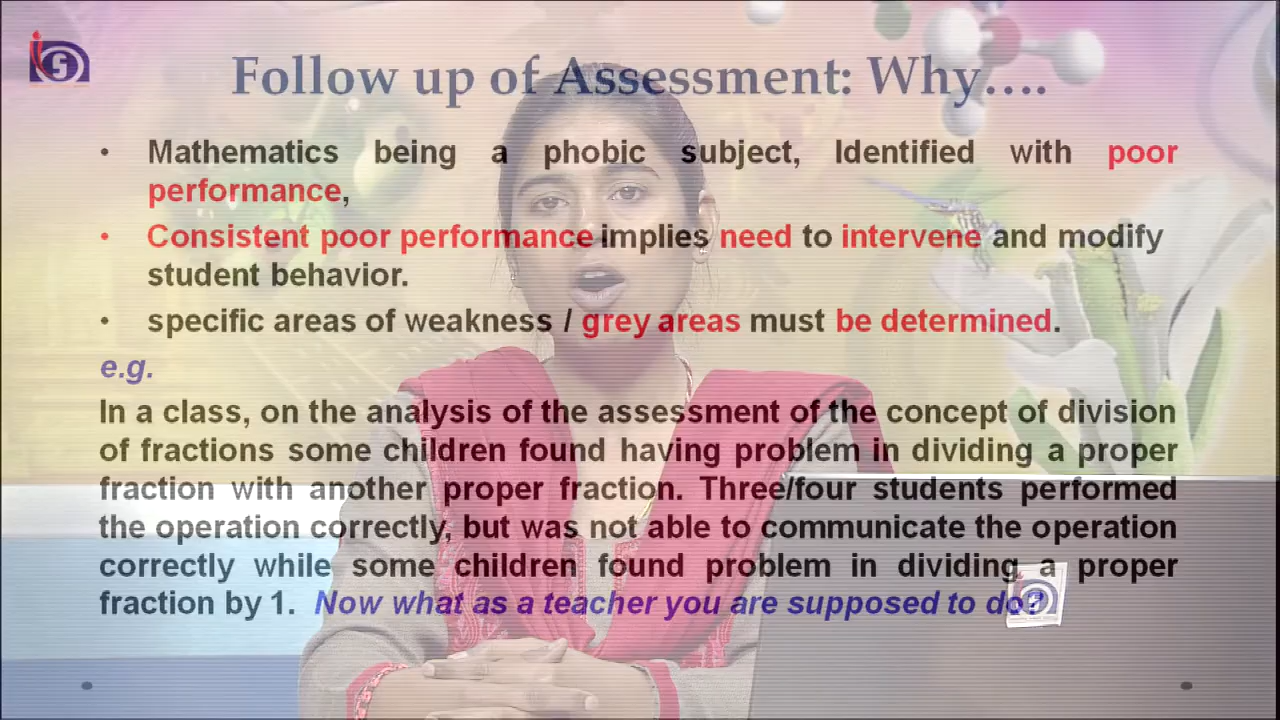 Follow up of Assessment: Why….
• Mathematics being a phobic subject, Identified with poor
performance,
• Consistent poor performance implies need to intervene and modify
student behavior.
• specific areas of weakness / grey areas must be determined.
e.g.
In a class, on the analysis of the assessment of the concept of division
of fractions some children found having problem in dividing a proper
fraction with another proper fraction. Three/four students performed
the operation correctly, but was not able to communicate the operation
correctly while some children found problem in dividing a proper
fraction by 1. Now what as a teacher you are supposed to do?